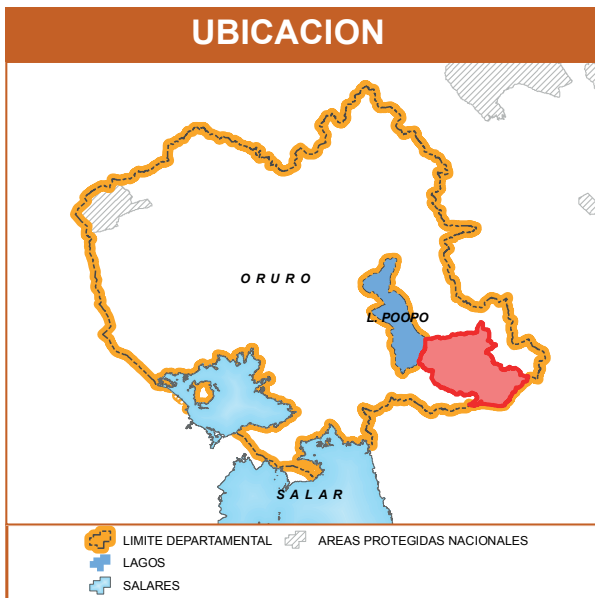 UBICACION
ORURO
L. POOPO
SALAR
LIMITE DEPARTAMENTAL
AREAS PROTEGIDAS NACIONALES
LAGOS
SALARES